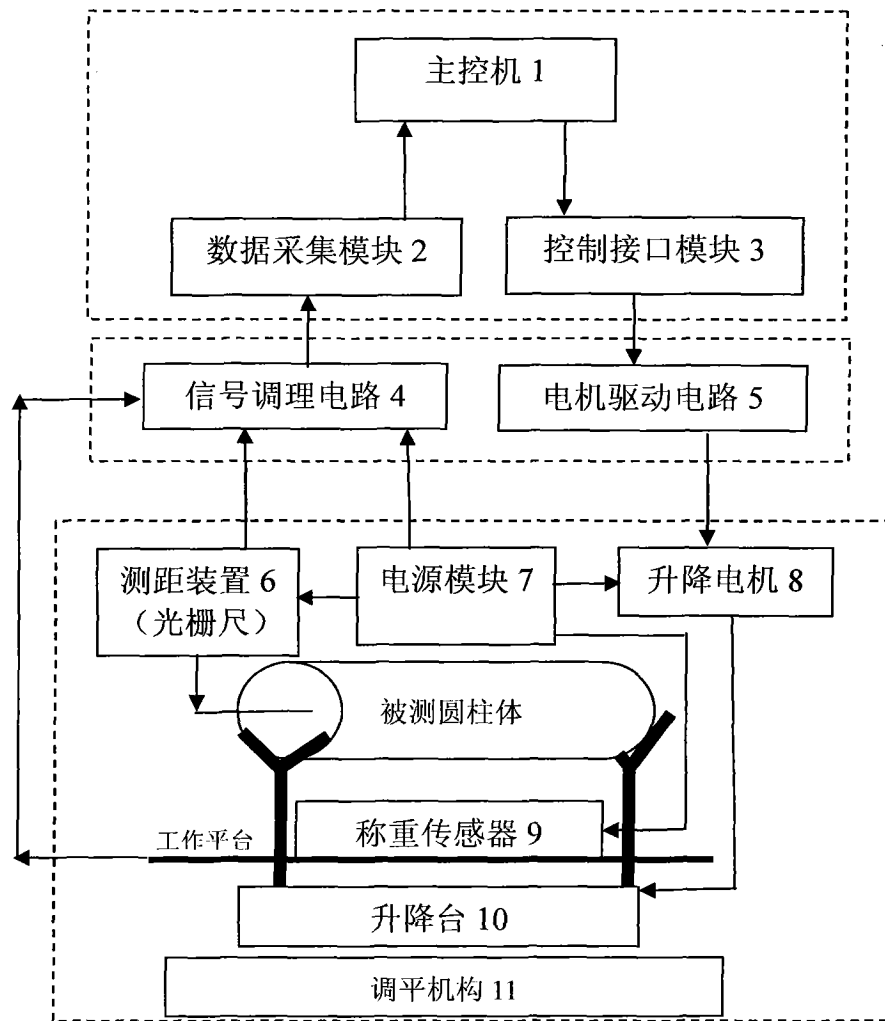 主控机 1
数据采集模块 2
控制接口模块 3
信号调理电路 4
电机驱动电路 5
测距装置 6
（光栅尺）
电源模块 7
升降电机 8
被测圆柱体
工作平台
称重传感器 9
升降台 10
调平机构 11